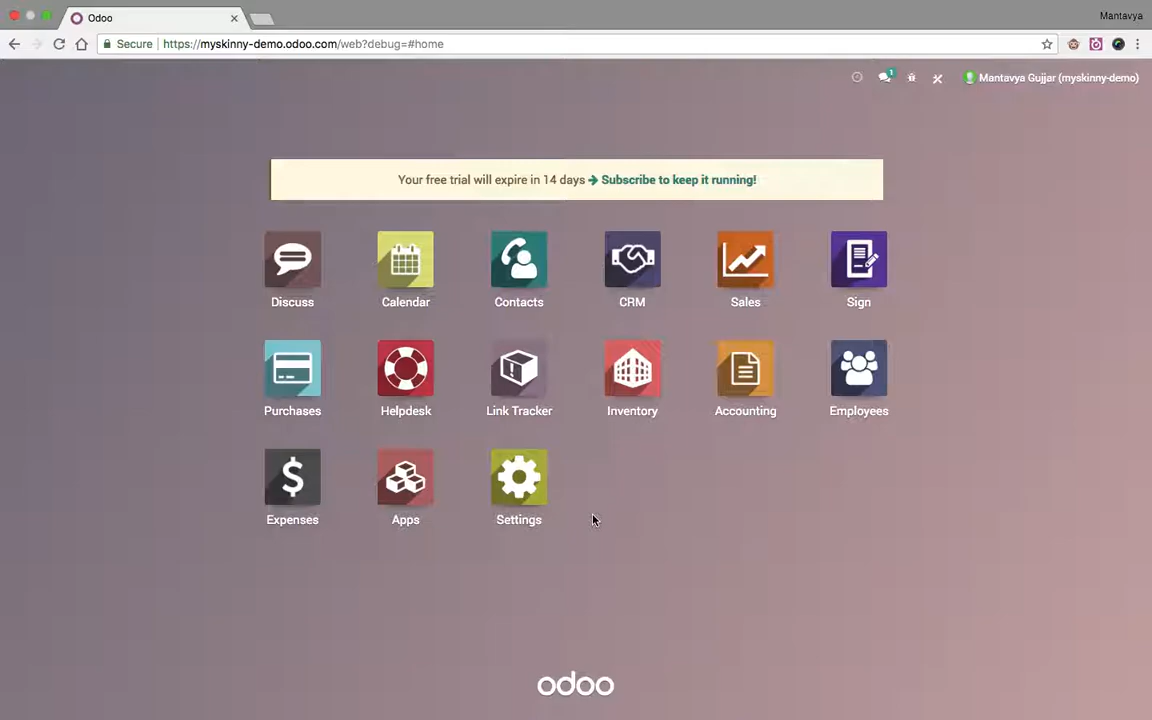 Odoo
Mantavya
Secure https://myskinny-demo.odoo.com/web?debug=#home
1
Mantavya Gujjar (myskinny-demo)
Your free trial will expire in 14 days Subscribe to keep it running!
Discuss Calendar Contacts CRM Sales Sign
Purchases Helpdesk Link Tracker Inventory Accounting Employees
Expenses Apps Settings
odoo